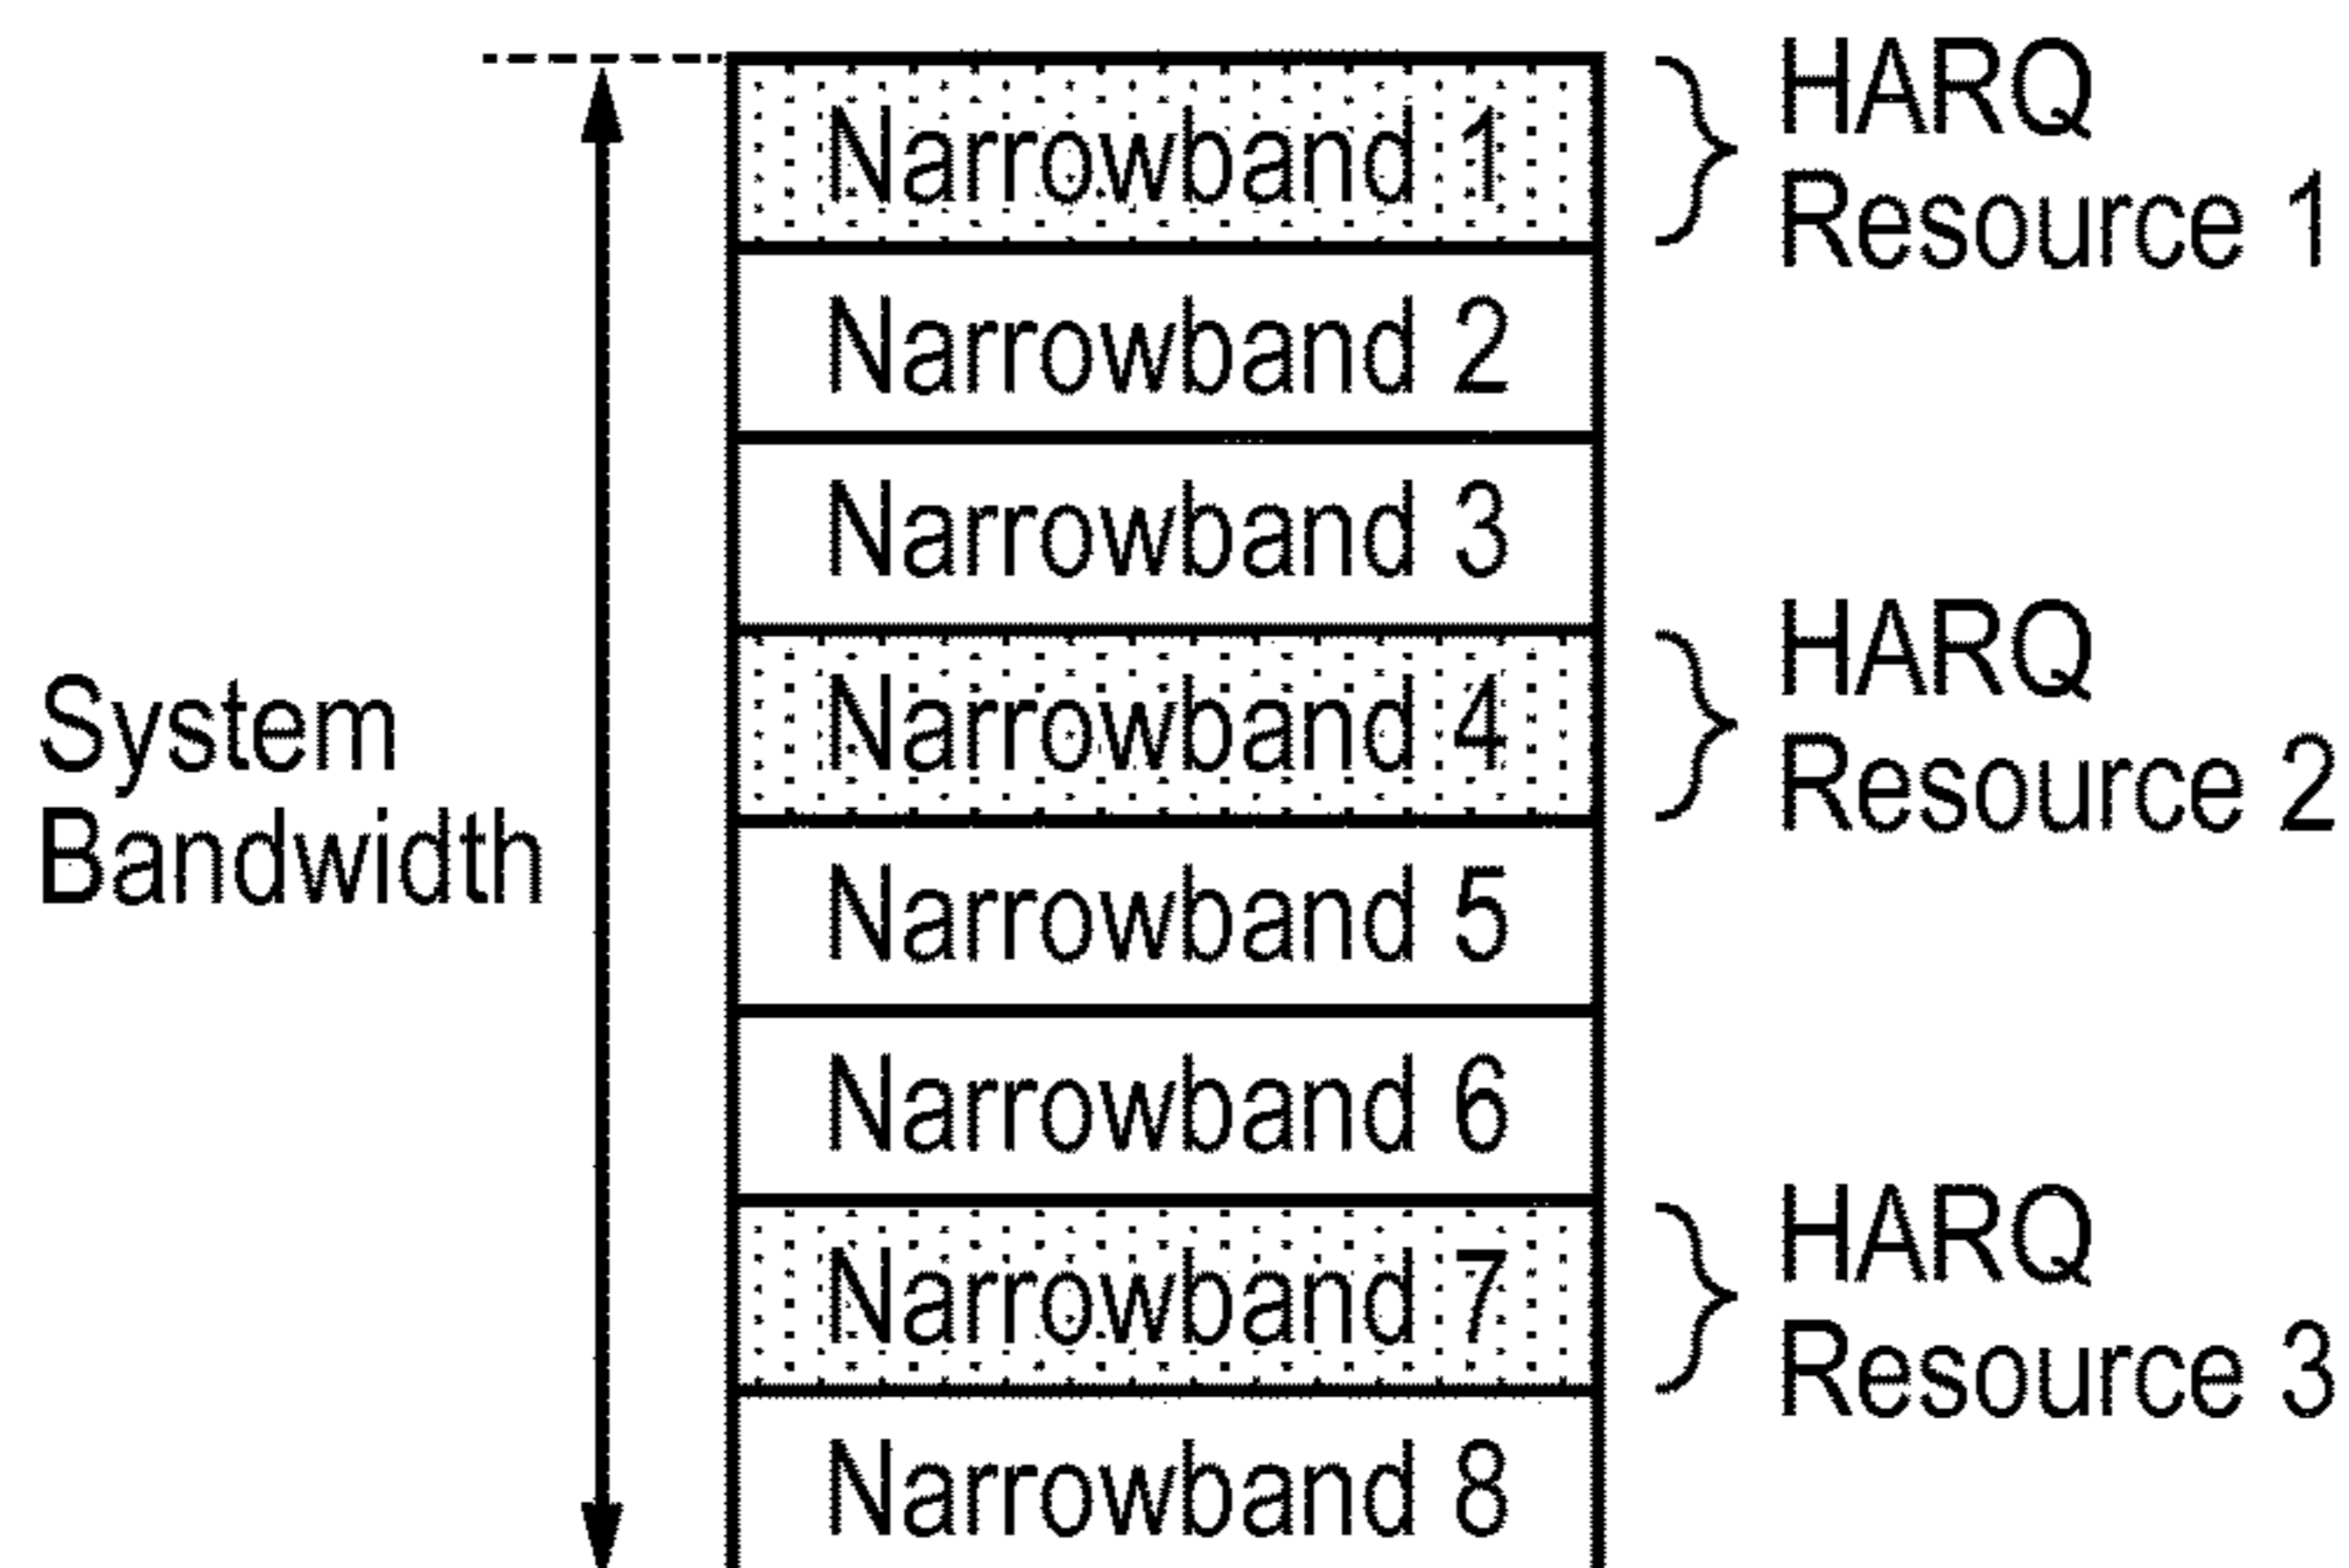 System
Bandwidth
Narrowband 1
Narrowband 2
Narrowband 3
Narrowband 4
Narrowband 5
Narrowband 6
Narrowband 7
Narrowband 8
HARQ
Resource 1
HARQ
Resource 2
HARQ
Resource 3